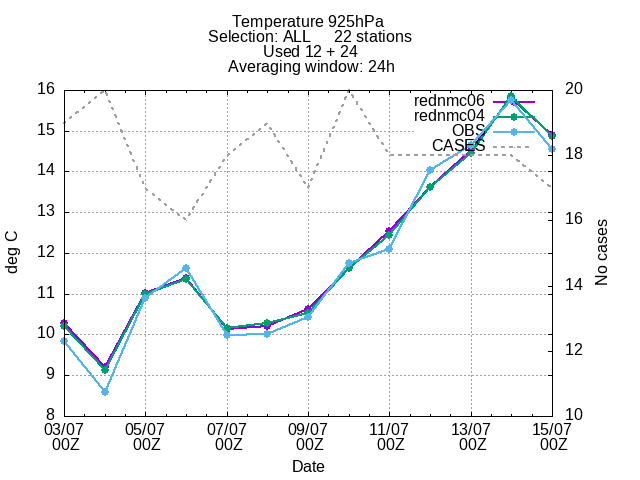 Temperature 925hPa
Selection: ALL 22 stations
Used 12 + 24
Averaging window: 24h
16
15
14
13
12
11
10
9
8
deg C
20
18
16
14
12
10
No cases
rednmc06
rednmc04
OBS
CASES
03/07 05/07 07/07 09/07 11/07 13/07 15/07
00Z 00Z 00Z 00Z 00Z 00Z 00Z
Date